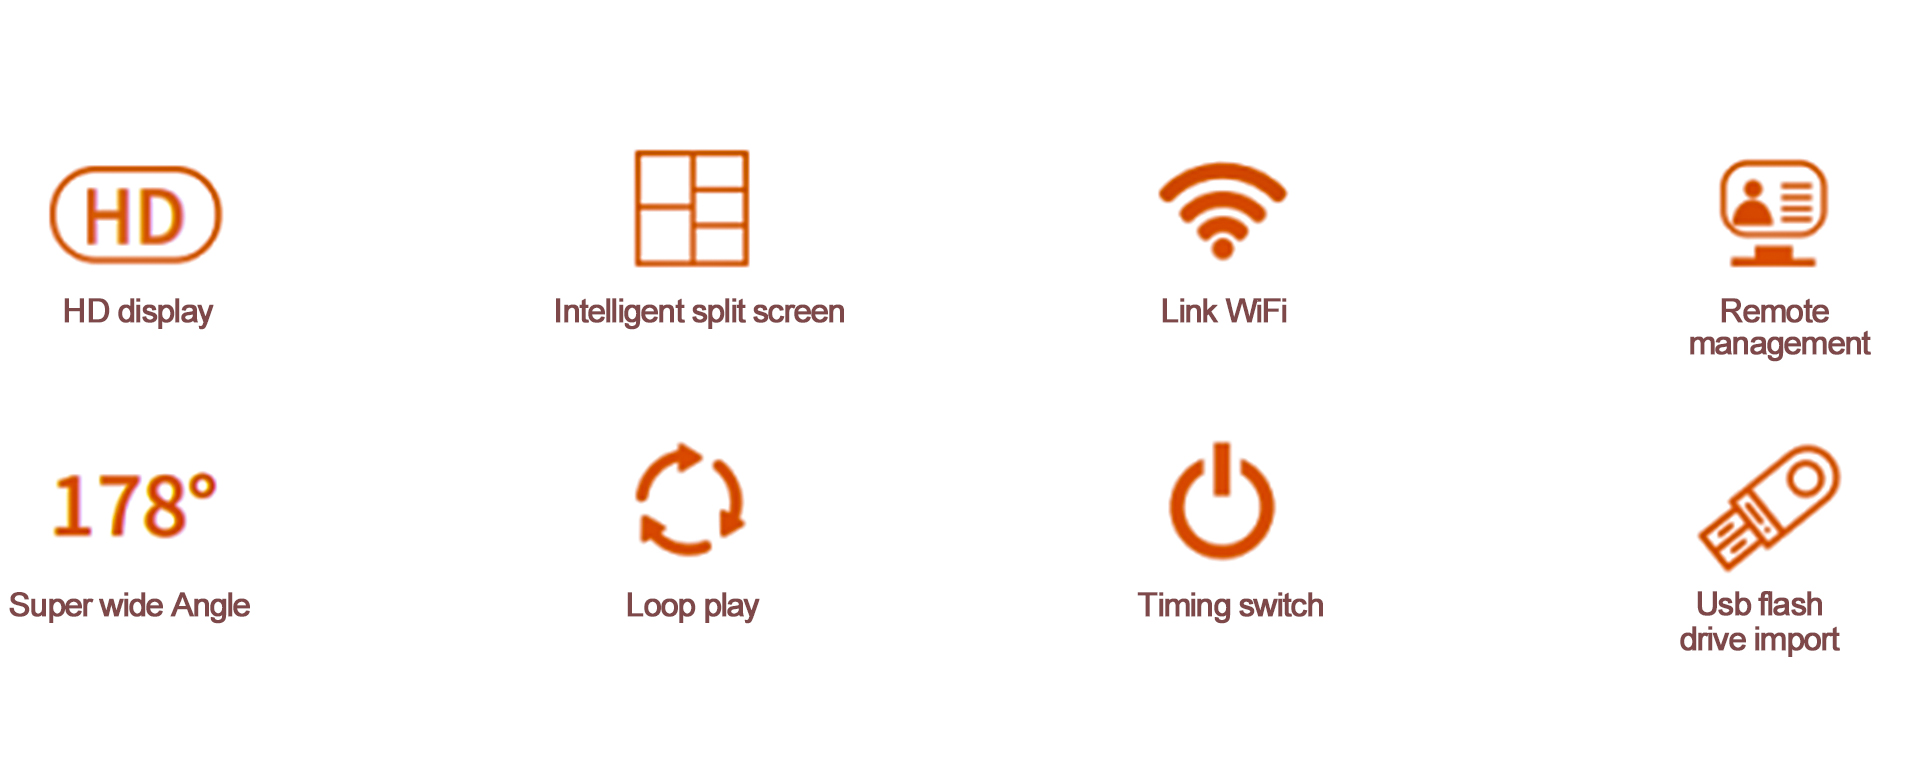 HD
HD display
Intelligent split screen
Link WiFi
Remote
management
178°
Super wide Angle
Loop play
Timing switch
Usb flash
drive import